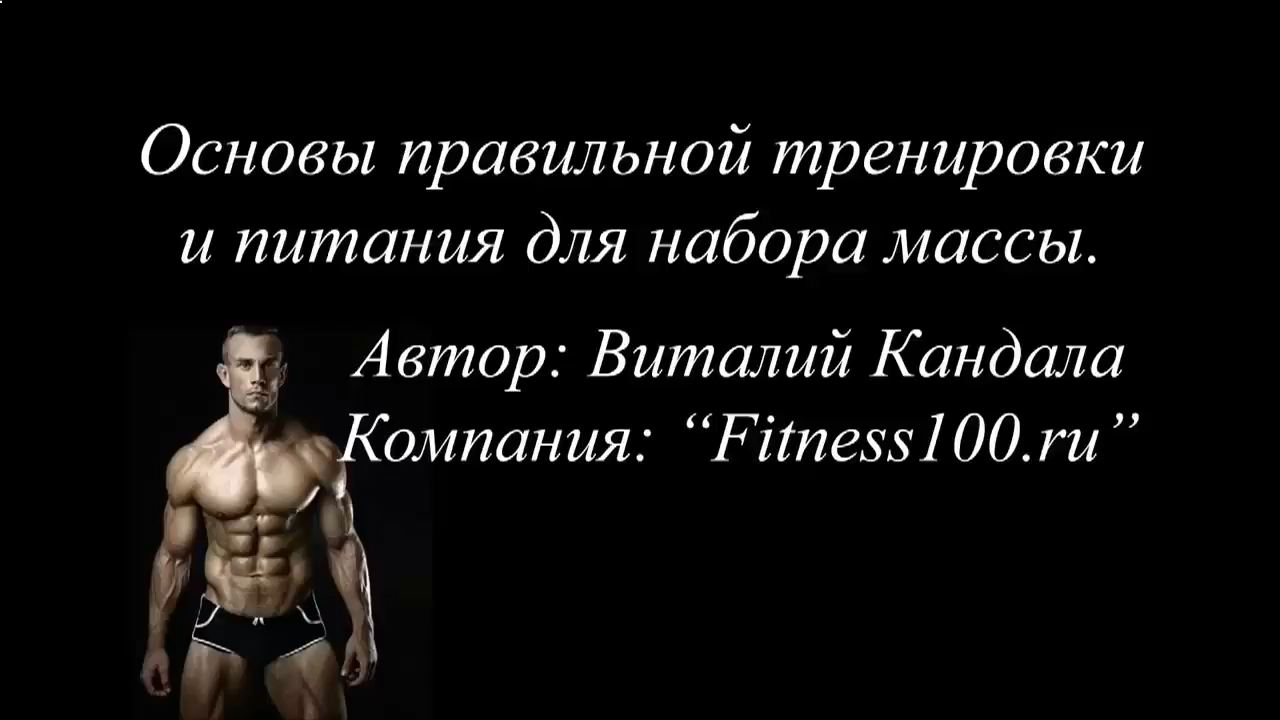 Основы правильной тренировки
и питания для набора массы.
Автор: Виталий Кандала
Компания: “Fitness100.ru”